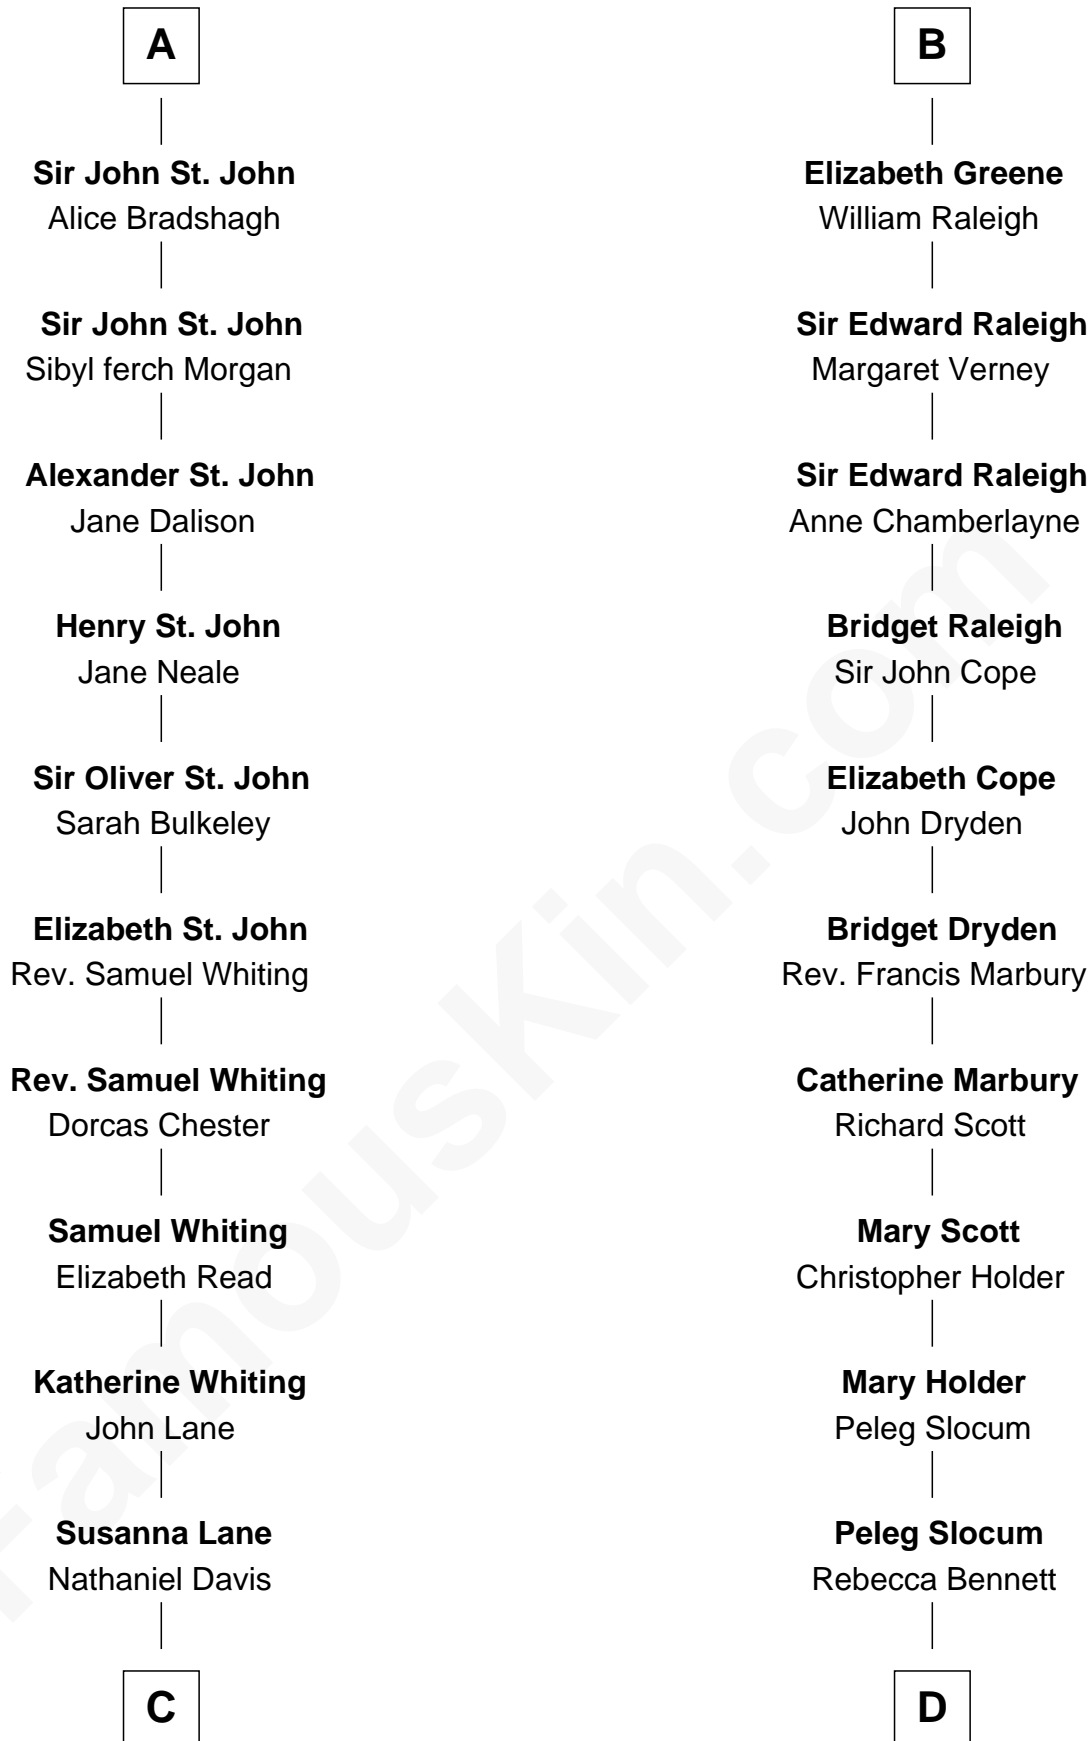 A
Sir John St. John
Alice Bradshagh
Sir John St. John
Sibyl ferch Morgan
Alexander St. John
Jane Dalison
Henry St. John
Jane Neale
Sir Oliver St. John
Sarah Bulkeley
Elizabeth St. John
Rev. Samuel Whiting
Rev. Samuel Whiting
Dorcas Chester
Samuel Whiting
Elizabeth Read
Katherine Whiting
John Lane
Susanna Lane
Nathaniel Davis
C
B
Elizabeth Greene
William Raleigh
Sir Edward Raleigh
Margaret Verney
Sir Edward Raleigh
Anne Chamberlayne
Bridget Raleigh
Sir John Cope
Elizabeth Cope
John Dryden
Bridget Dryden
Rev. Francis Marbury
Catherine Marbury
Richard Scott
Mary Scott
Christopher Holder
Mary Holder
Peleg Slocum
Peleg Slocum
Rebecca Bennett
D
FamousKin.com